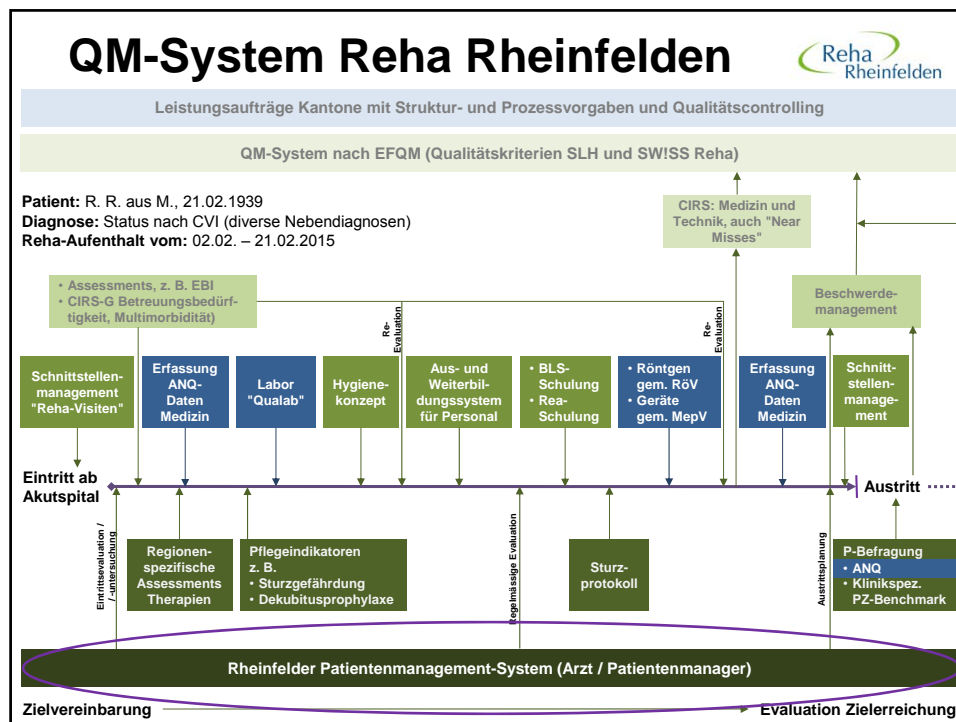 QM-System Reha Rheinfelden
Reha
Rheinfelden
Leistungsaufträge Kantone mit Struktur- und Prozessvorgaben und Qualitätscontrolling
QM-System nach EFQM (Qualitätskriterien SLH und SW!SS Reha)
Patient: R. R. aus M., 21.02.1939
Diagnose: Status nach CVI (diverse Nebendiagnosen)
Reha-Aufenthalt vom: 02.02. – 21.02.2015
CIRS: Medizin und
Technik, auch "Near
Misses"
• Assessments, z. B. EBI
• CIRS-G Betreuungsbedürf-
tigkeit, Multimorbidität)
Beschwerde-
management
Re-
Evaluation
Re-
Evaluation
Schnittstellen-
management
"Reha-Visiten"
Erfassung
ANQ-
Daten
Medizin
Labor
"Qualab"
Hygiene-
konzept
Aus- und
Weiterbil-
dungssystem
für Personal
• BLS-
Schulung
• Rea-
Schulung
• Röntgen
gem. RöV
• Geräte
gem. MepV
Erfassung
ANQ-
Daten
Medizin
Schnitt-
stellen-
manage-
ment
Eintritt ab
Akutspital
Austritt
Eintrittsevaluation /
/ -untersuchung
Regionen-
spezifische
Assessments
Therapien
Pflegeindikatoren
z. B.
• Sturzgefährdung
• Dekubitusprophylaxe
Regelmässige Evaluation
Sturz-
protokoll
Austrittsplanung
P-Befragung
• ANQ
• Klinikspez.
PZ-Benchmark
Rheinfelder Patientenmanagement-System (Arzt / Patientenmanager)
Zielvereinbarung
Evaluation Zielerreichung